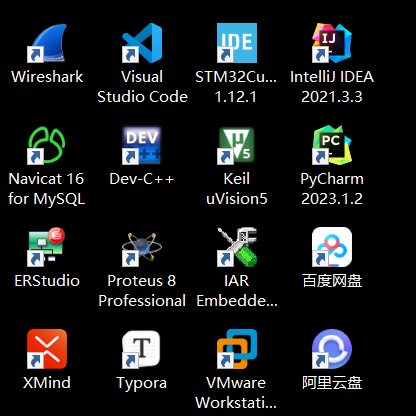 Wireshark
Visual
Studio Code
IDE
STM32Cu...
1.12.1
IJ
IntelliJ IDEA
2021.3.3
Navicat 16
for MySQL
DEV
Dev-C++
V5
Keil
uVision5
PC
PyCharm
2023.1.2
ERStudio
Proteus 8
Professional
IAR
Embedde...
百度网盘
XMind
T
Typora
VMware
Workstati...
阿里云盘